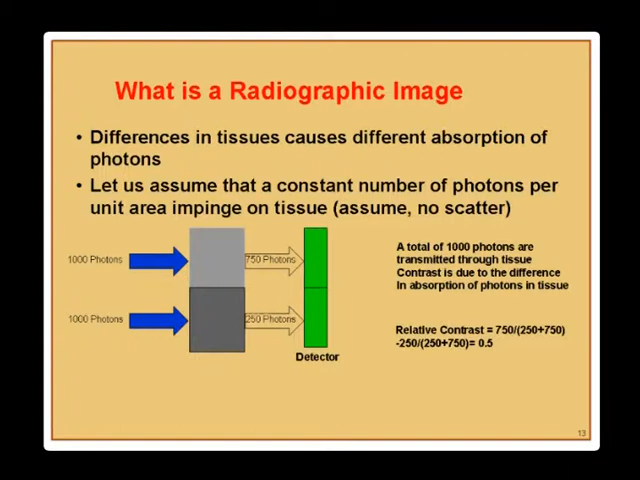 What is a Radiographic Image
• Differences in tissues causes different absorption of
photons
• Let us assume that a constant number of photons per
unit area impinge on tissue (assume, no scatter)
1000 Photons
750 Photons
1000 Photons
250 Photons
Detector
A total of 1000 photons are
transmitted through tissue
Contrast is due to the difference
In absorption of photons in tissue
Relative Contrast = 750/(250+750)
-250/(250+750)= 0.5
13